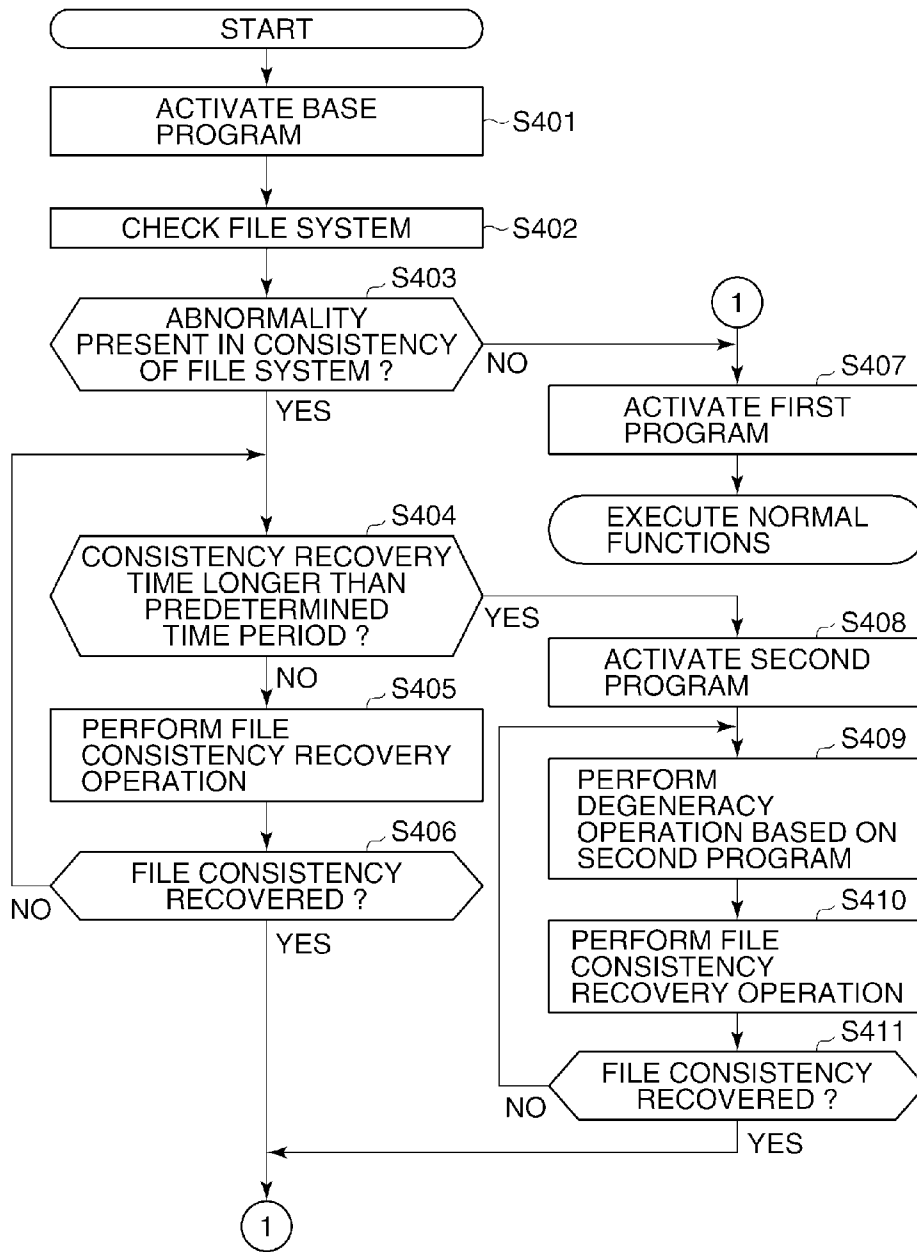 START
ACTIVATE BASE
PROGRAM
S401
CHECK FILE SYSTEM
S402
S403
ABNORMALITY
PRESENT IN CONSISTENCY
OF FILE SYSTEM ?
NO
YES
1
S407
ACTIVATE FIRST
PROGRAM
EXECUTE NORMAL
FUNCTIONS
S404
CONSISTENCY RECOVERY
TIME LONGER THAN
PREDETERMINED
TIME PERIOD ?
YES
NO
S405
PERFORM FILE
CONSISTENCY RECOVERY
OPERATION
S406
FILE CONSISTENCY
RECOVERED ?
NO
YES
S408
ACTIVATE SECOND
PROGRAM
S409
PERFORM
DEGENERACY
OPERATION BASED ON
SECOND PROGRAM
S410
PERFORM FILE
CONSISTENCY
RECOVERY OPERATION
S411
FILE CONSISTENCY
RECOVERED ?
NO
YES
1